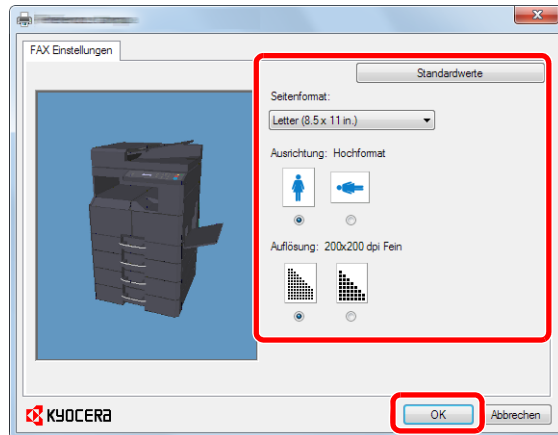 FAX Einstellungen
Standardwerte
Seitenformat:
Letter (8.5 x 11 in.)
Ausrichtung: Hochformat
Auflösung: 200x200 dpi Fein
KYOCERA
OK
Abbrechen